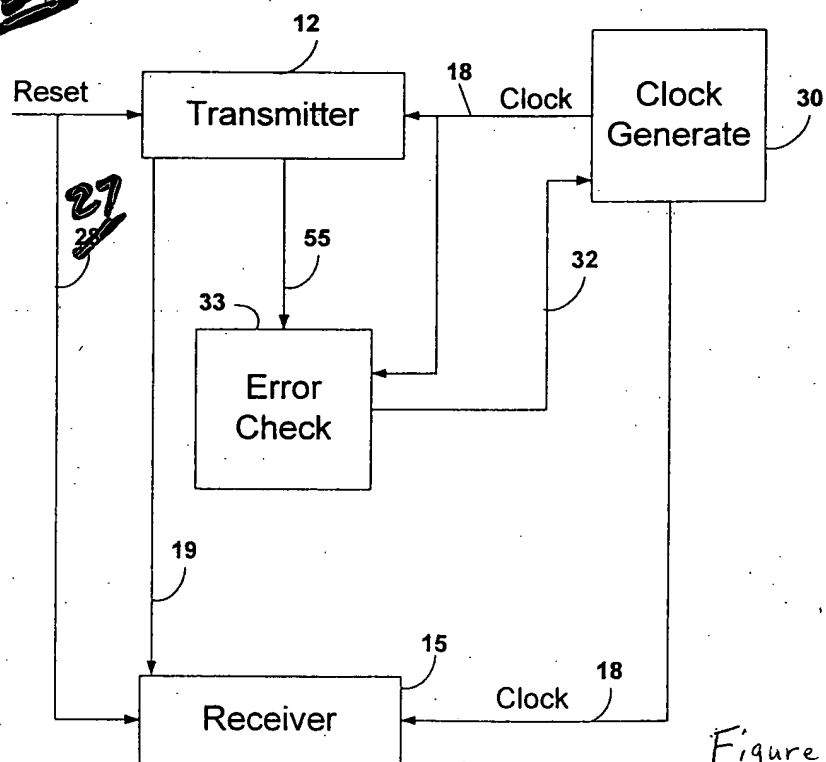 12
Reset
Transmitter
18
Clock
Clock
Generate
30
27
28
55
32
33
Error
Check
19
15
Receiver
Clock
18
Figure